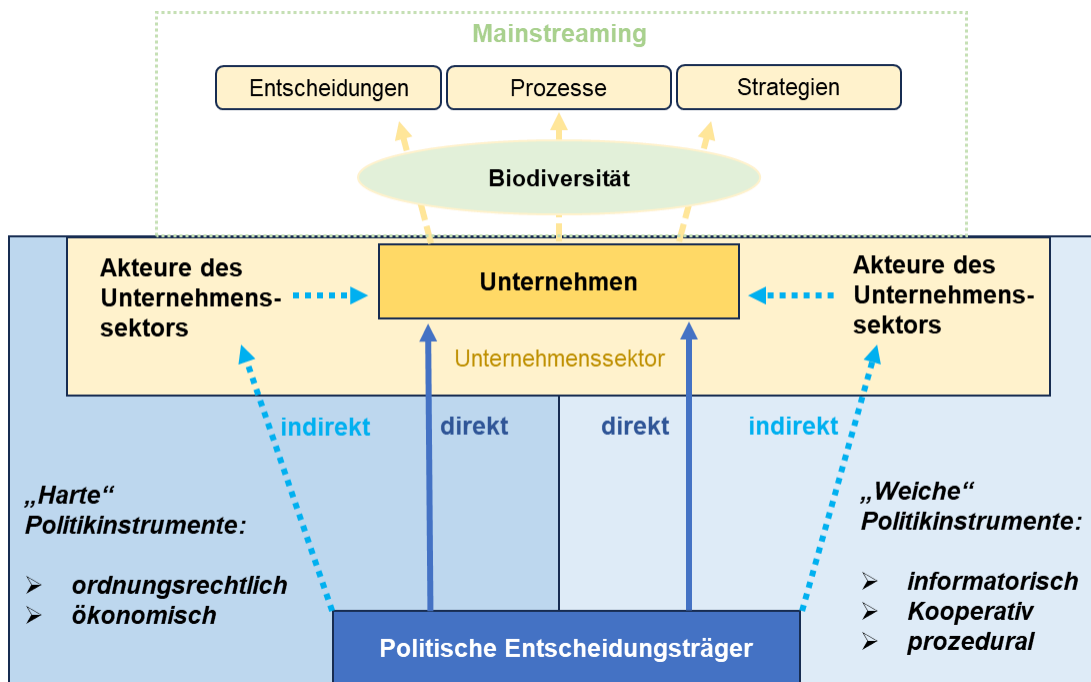 Mainstreaming
Entscheidungen
Prozesse
Strategien
Biodiversität
Akteure des
Unternehmens-
sektors
Unternehmen
Akteure des
Unternehmens-
sektors
Unternehmenssektor
indirekt
direkt
direkt
indirekt
„Harte“
Politikinstrumente:
➢ ordnungsrechtlich
➢ ökonomisch
„Weiche“
Politikinstrumente:
➢ informatorisch
➢ Kooperativ
➢ prozedural
Politische Entscheidungsträger